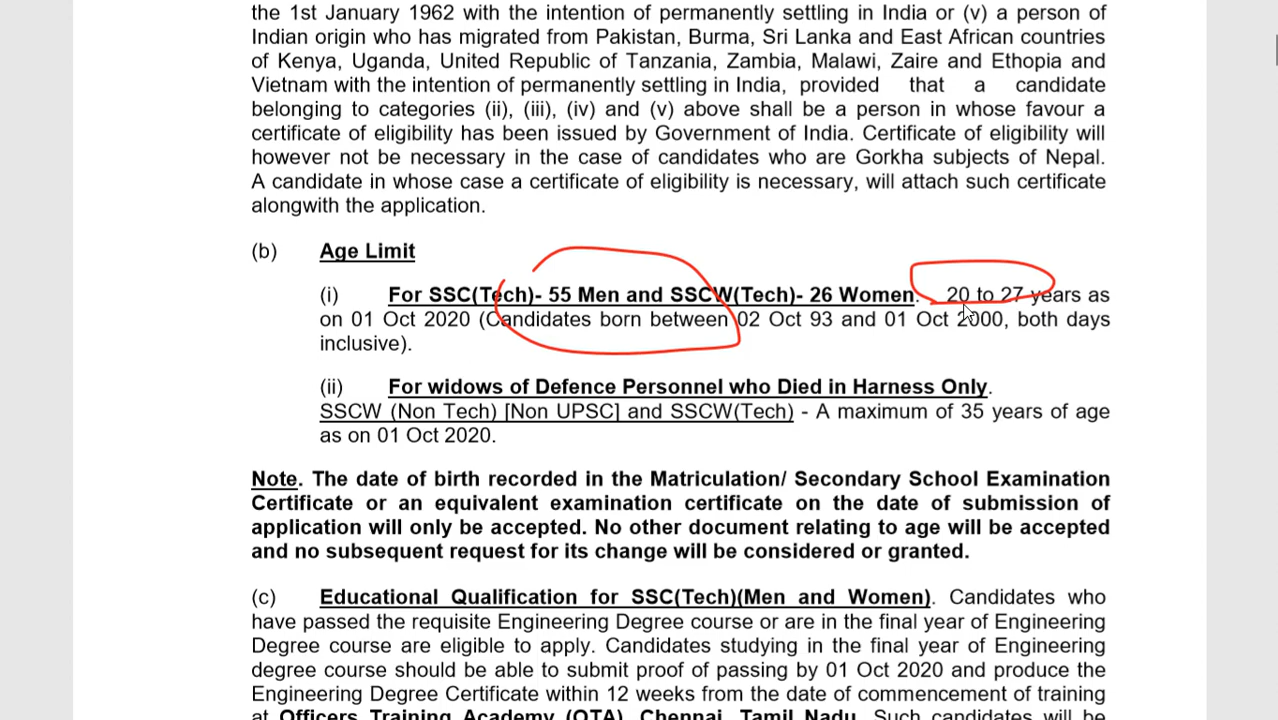 the 1st January 1962 with the intention of permanently settling in India or (v) a person of
Indian origin who has migrated from Pakistan, Burma, Sri Lanka and East African countries
of Kenya, Uganda, United Republic of Tanzania, Zambia, Malawi, Zaire and Ethopia and
Vietnam with the intention of permanently settling in India, provided that a candidate
belonging to categories (ii), (iii), (iv) and (v) above shall be a person in whose favour a
certificate of eligibility has been issued by Government of India. Certificate of eligibility will
however not be necessary in the case of candidates who are Gorkha subjects of Nepal.
A candidate in whose case a certificate of eligibility is necessary, will attach such certificate
alongwith the application.
(b) Age Limit
(i) For SSC(Tech)- 55 Men and SSCW(Tech)- 26 Women. 20 to 27 years as
on 01 Oct 2020 (Candidates born between 02 Oct 93 and 01 Oct 2000, both days
inclusive).
(ii) For widows of Defence Personnel who Died in Harness Only.
SSCW (Non Tech) [Non UPSC] and SSCW(Tech) - A maximum of 35 years of age
as on 01 Oct 2020.
Note. The date of birth recorded in the Matriculation/ Secondary School Examination
Certificate or an equivalent examination certificate on the date of submission of
application will only be accepted. No other document relating to age will be accepted
and no subsequent request for its change will be considered or granted.
(c) Educational Qualification for SSC(Tech)(Men and Women). Candidates who
have passed the requisite Engineering Degree course or are in the final year of Engineering
Degree course are eligible to apply. Candidates studying in the final year of Engineering
degree course should be able to submit proof of passing by 01 Oct 2020 and produce the
Engineering Degree Certificate within 12 weeks from the date of commencement of training
at Officers Training Academy (OTA), Chennai, Tamil Nadu. Such candidates will be